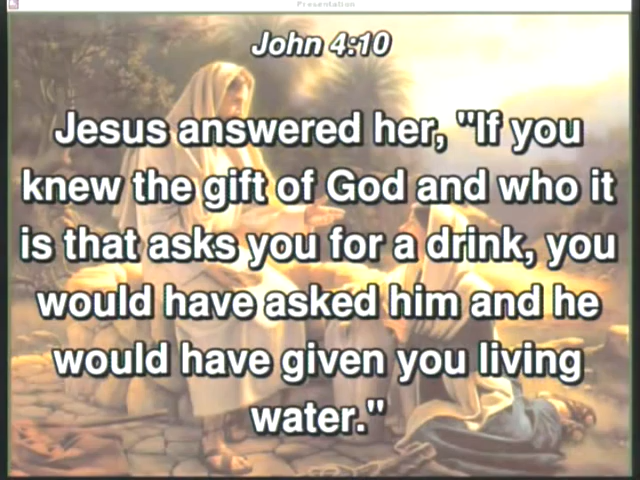 Presentation
John 4:10
Jesus answered her, "If you
knew the gift of God and who it
is that asks you for a drink, you
would have asked him and he
would have given you living
water."